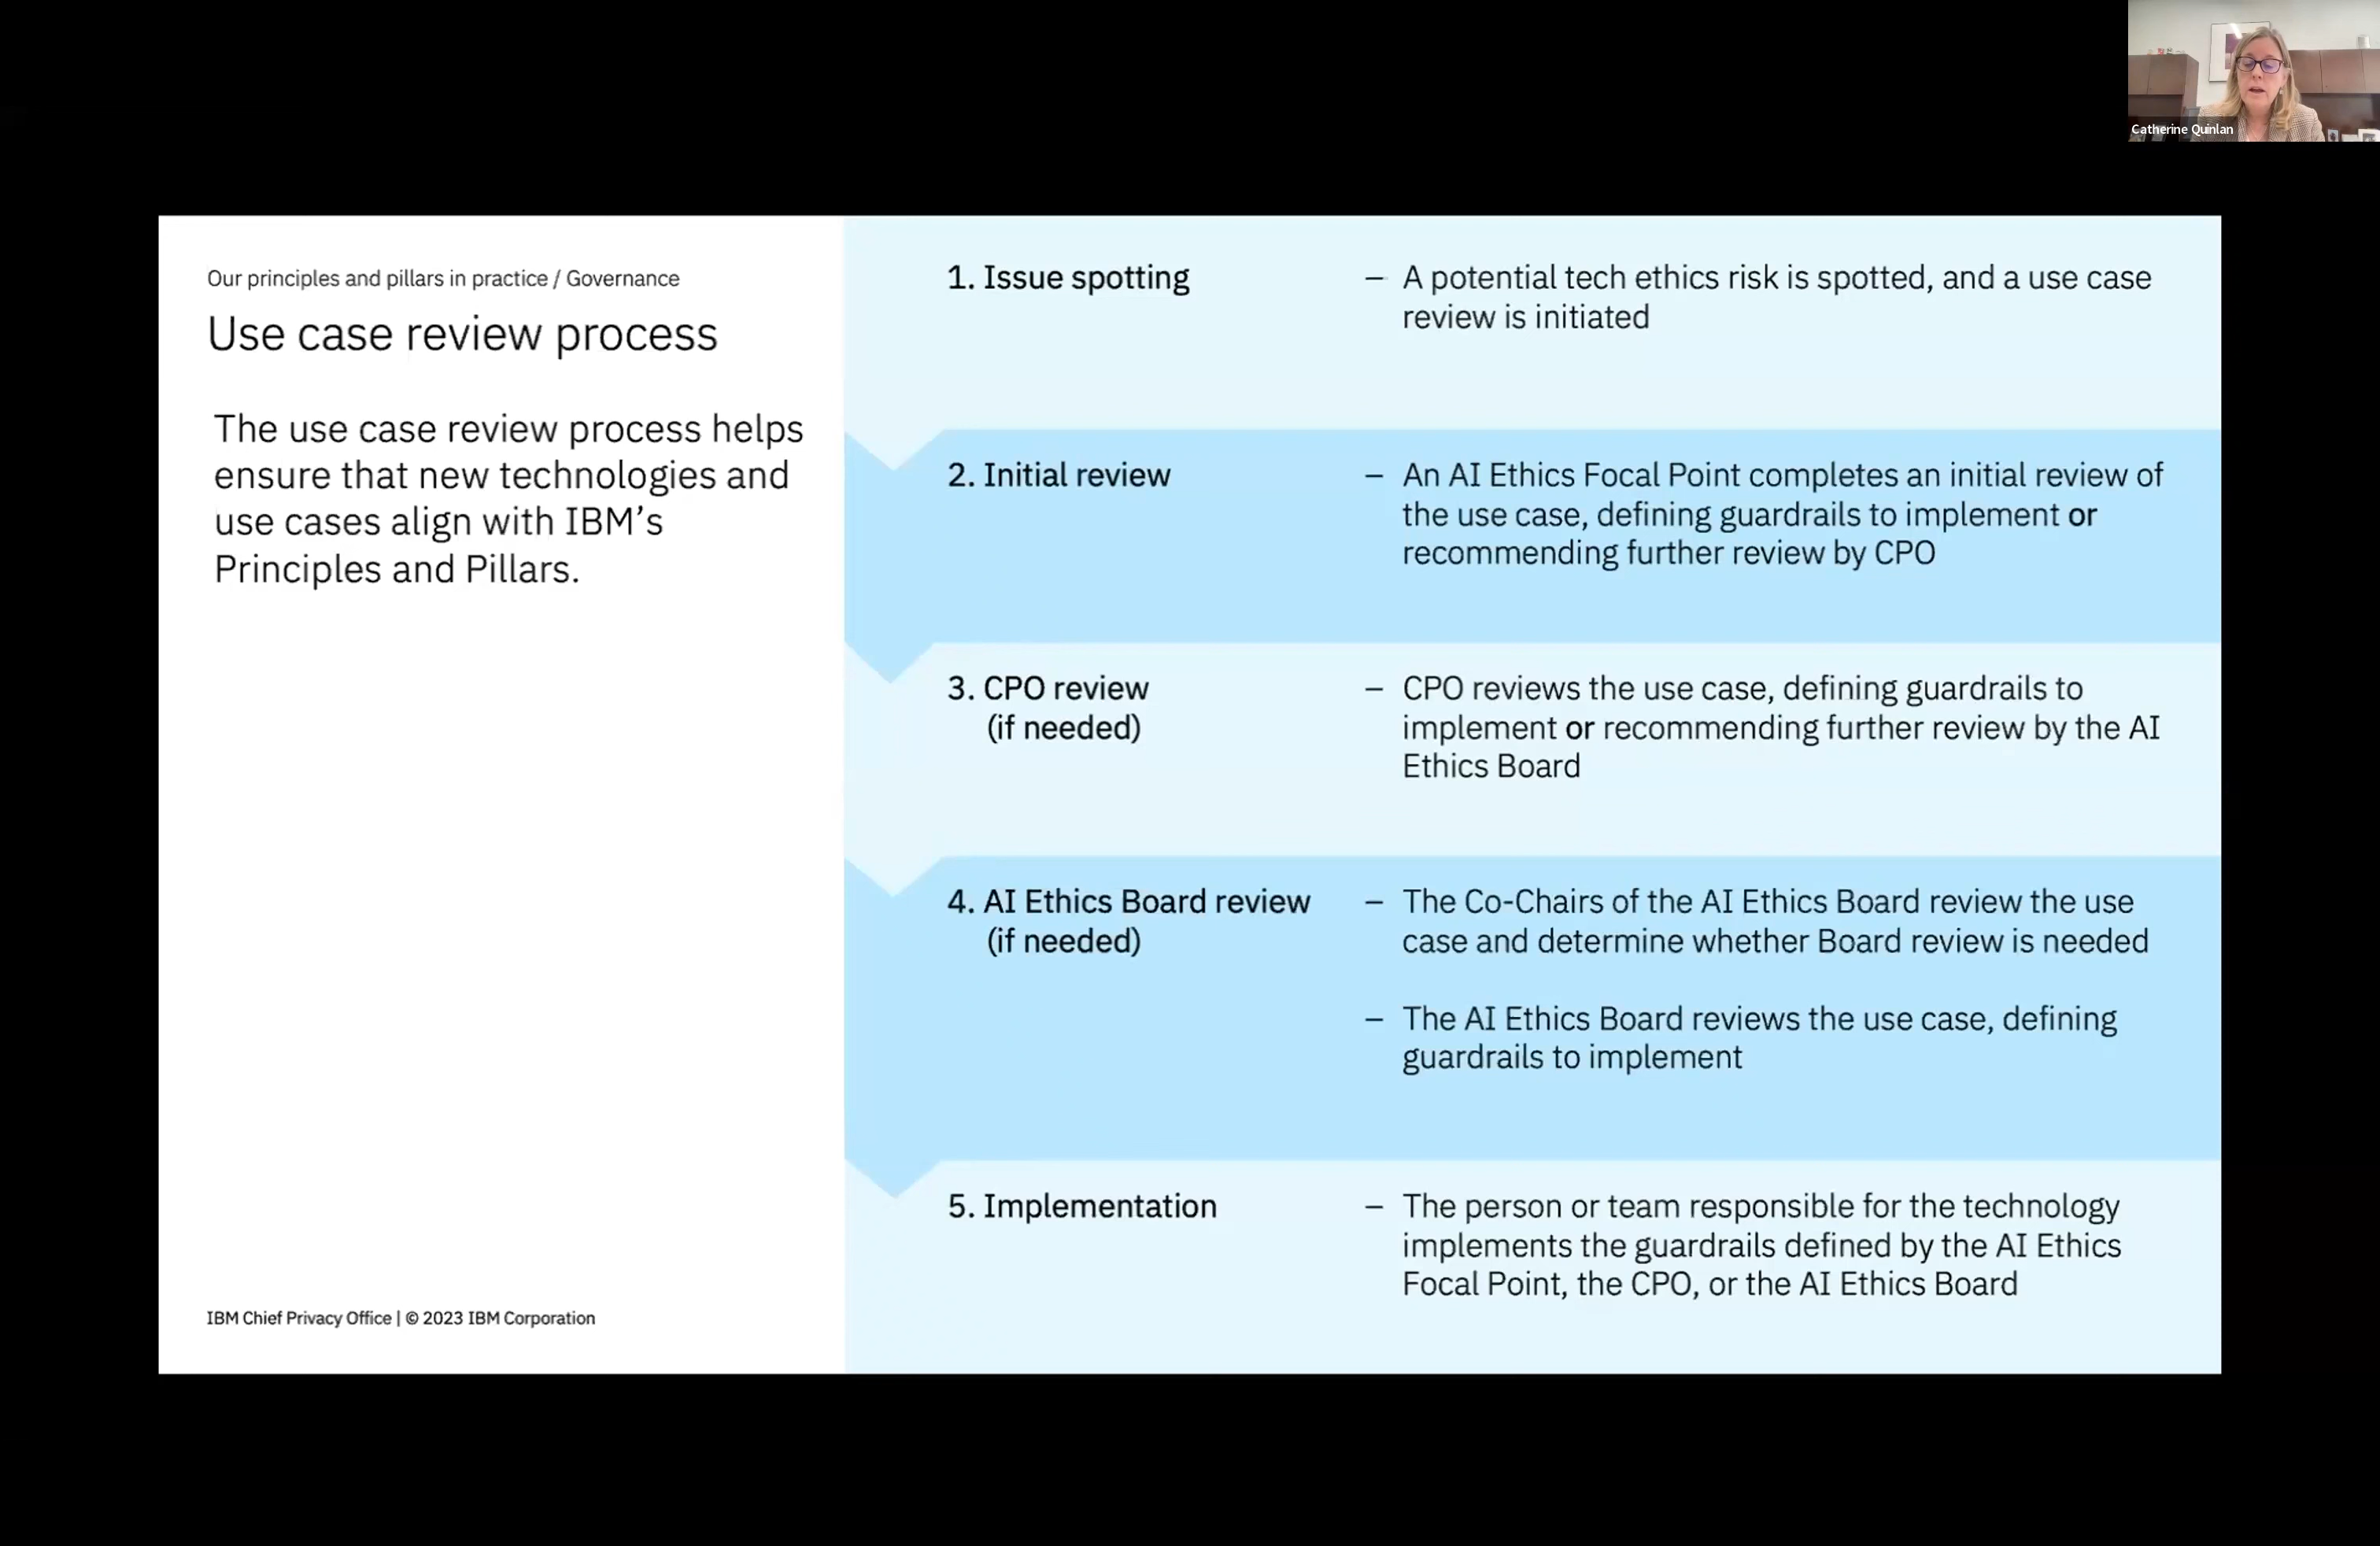 Catherine Quinlan
Our principles and pillars in practice / Governance
Use case review process
The use case review process helps
ensure that new technologies and
use cases align with IBM’s
Principles and Pillars.
IBM Chief Privacy Office | © 2023 IBM Corporation
1. Issue spotting
– A potential tech ethics risk is spotted, and a use case
review is initiated
2. Initial review
– An AI Ethics Focal Point completes an initial review of
the use case, defining guardrails to implement or
recommending further review by CPO
3. CPO review
(if needed)
– CPO reviews the use case, defining guardrails to
implement or recommending further review by the AI
Ethics Board
4. AI Ethics Board review
(if needed)
– The Co-Chairs of the AI Ethics Board review the use
case and determine whether Board review is needed
– The AI Ethics Board reviews the use case, defining
guardrails to implement
5. Implementation
– The person or team responsible for the technology
implements the guardrails defined by the AI Ethics
Focal Point, the CPO, or the AI Ethics Board